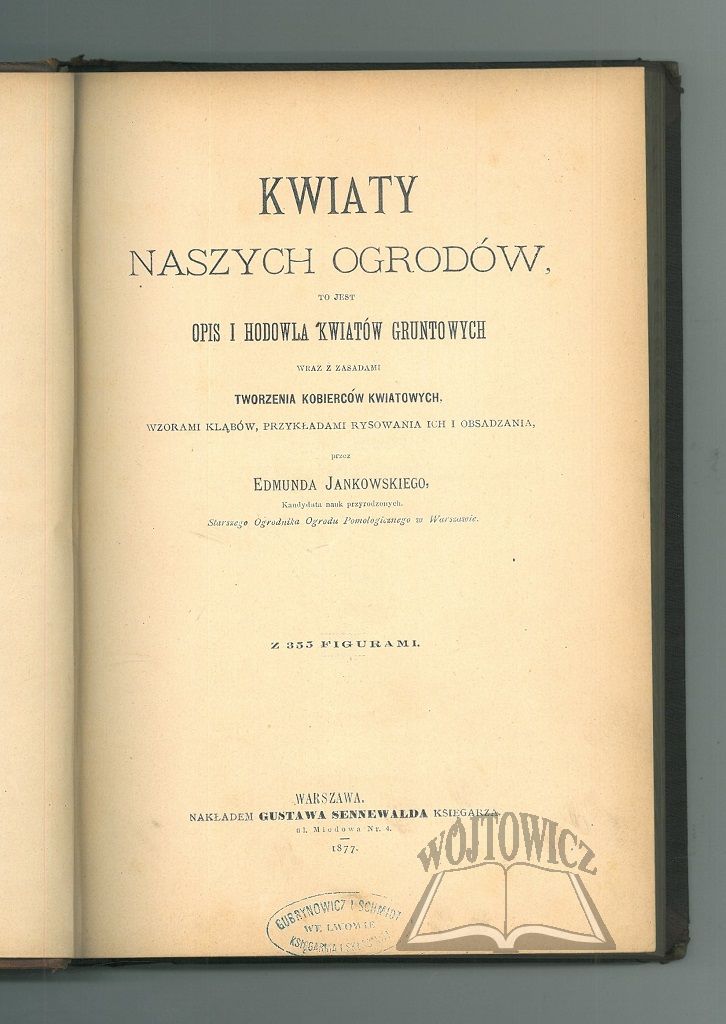 KWIATY
NASZYCH OGRODÓW,
TO JEST
OPIS I HODOWLA KWIATÓW GRUNTOWYCH
WRAZ Z ZASADAMI
TWORZENIA KOBIERCÓW KWIATOWYCH,
WZORAMI KLĄBÓW, PRZYKŁADAMI RYSOWANIA ICH I OBSADZANIA,
przez
EDMUNDA JANKOWSKIEGO,
Kandydata nauk przyrodzonych.
Starszego Ogrodnika Ogrodu Pomologicznego w Warszawie.
Z 355 FIGURAMI.
WARSZAWA.
NAKŁADEM GUSTAWA SENNEWALDA KSIĘGARZA
ul. Miodowa Nr. 4.
1877.
GUBRYNOWICZ I SCHMIDT
WE LWOWIE
KSIĘGARNIA I
WÓJTOWICZ